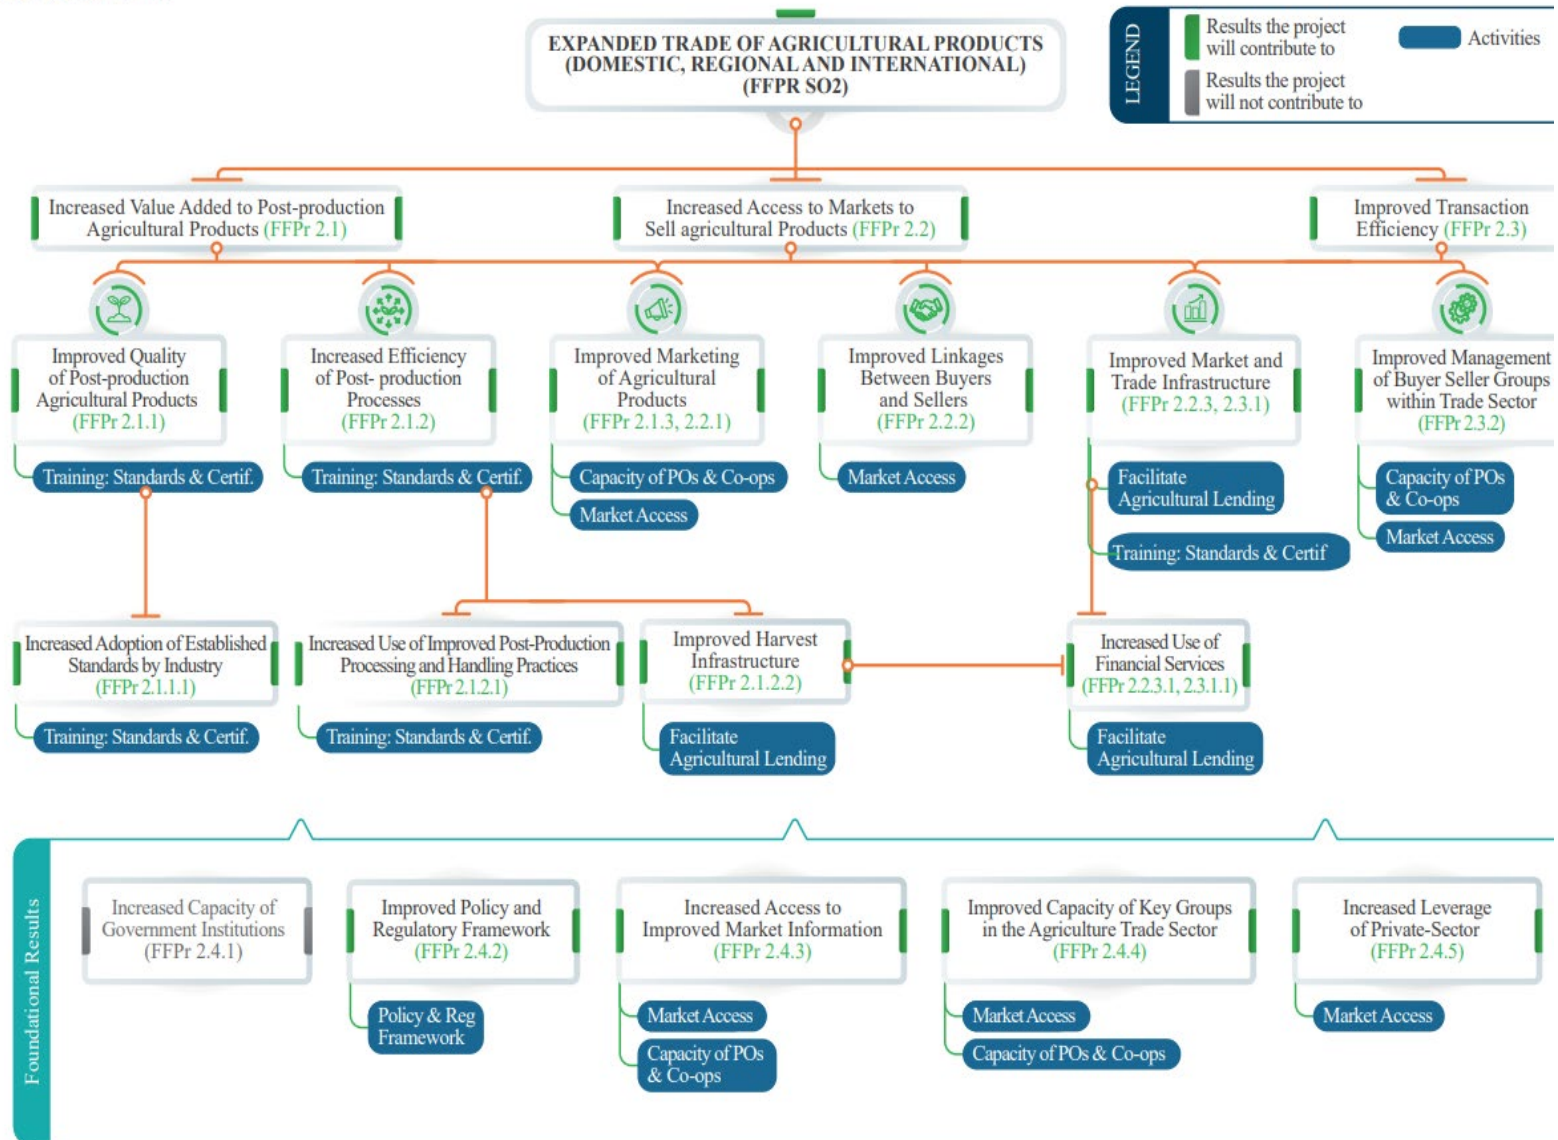 EXPANDED TRADE OF AGRICULTURAL PRODUCTS
(DOMESTIC, REGIONAL AND INTERNATIONAL)
(FFPR SO2)
LEGEND
Results the project
will contribute to
Activities
Results the project
will not contribute to
Increased Value Added to Post-production
Agricultural Products (FFPr 2.1)
Increased Access to Markets to
Sell agricultural Products (FFPr 2.2)
Improved Transaction
Efficiency (FFPr 2.3)
Improved Quality
of Post-production
Agricultural Products
(FFPr 2.1.1)
Training: Standards & Certif.
Increased Efficiency
of Post- production
Processes
(FFPr 2.1.2)
Training: Standards & Certif.
Improved Marketing
of Agricultural
Products
(FFPr 2.1.3, 2.2.1)
Capacity of POs & Co-ops
Market Access
Improved Linkages
Between Buyers
and Sellers
(FFPr 2.2.2)
Market Access
Improved Market and
Trade Infrastructure
(FFPr 2.2.3, 2.3.1)
Facilitate
Agricultural Lending
Training: Standards & Certif
Improved Management
of Buyer Seller Groups
within Trade Sector
(FFPr 2.3.2)
Capacity of POs
& Co-ops
Market Access
Increased Adoption of Established
Standards by Industry
(FFPr 2.1.1.1)
Training: Standards & Certif.
Increased Use of Improved Post-Production
Processing and Handling Practices
(FFPr 2.1.2.1)
Training: Standards & Certif.
Improved Harvest
Infrastructure
(FFPr 2.1.2.2)
Facilitate
Agricultural Lending
Increased Use of
Financial Services
(FFPr 2.2.3.1, 2.3.1.1)
Facilitate
Agricultural Lending
Foundational Results
Increased Capacity of
Government Institutions
(FFPr 2.4.1)
Improved Policy and
Regulatory Framework
(FFPr 2.4.2)
Policy & Reg
Framework
Increased Access to
Improved Market Information
(FFPr 2.4.3)
Market Access
Capacity of POs
& Co-ops
Improved Capacity of Key Groups
in the Agriculture Trade Sector
(FFPr 2.4.4)
Market Access
Capacity of POs & Co-ops
Increased Leverage
of Private-Sector
(FFPr 2.4.5)
Market Access